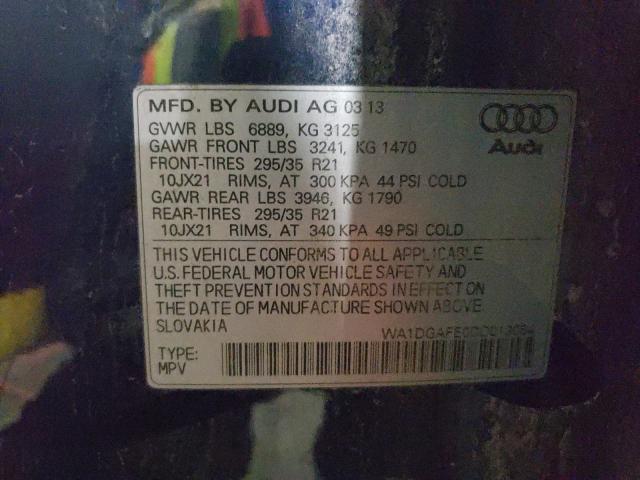 MFD. BY AUDI AG 03 13
Audi
GVWR LBS 6889, KG 3125
GAWR FRONT LBS 3241, KG 1470
FRONT-TIRES 295/35 R21
10JX21 RIMS, AT 300 KPA 44 PSI COLD
GAWR REAR LBS 3946, KG 1790
REAR-TIRES 295/35 R21
10JX21 RIMS, AT 340 KPA 49 PSI COLD
THIS VEHICLE CONFORMS TO ALL APPLICABLE
U.S. FEDERAL MOTOR VEHICLE SAFETY AND
THEFT PREVENTION STANDARDS IN EFFECT ON
THE DATE OF MANUFACTURE SHOWN ABOVE
SLOVAKIA
TYPE:
MPV